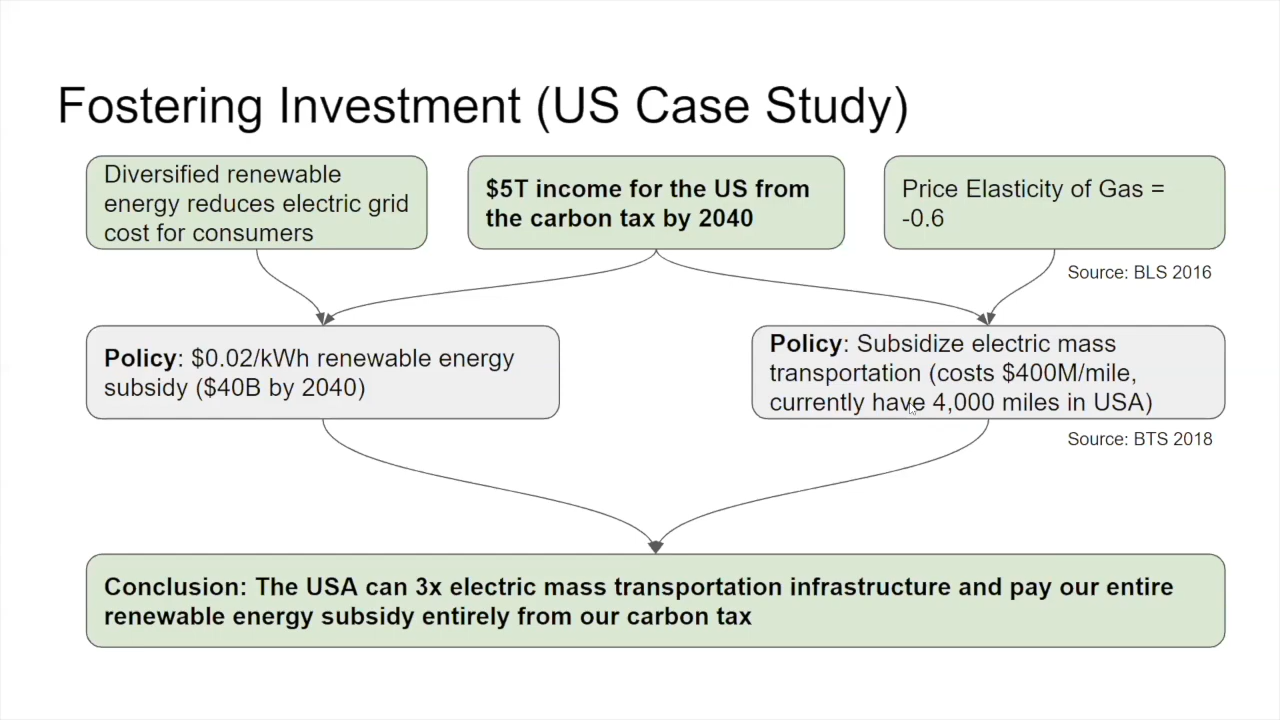 Fostering Investment (US Case Study)
Diversified renewable
energy reduces electric grid
cost for consumers
$5T income for the US from
the carbon tax by 2040
Price Elasticity of Gas =
-0.6
Source: BLS 2016
Policy: $0.02/kWh renewable energy
subsidy ($40B by 2040)
Policy: Subsidize electric mass
transportation (costs $400M/mile,
currently have 4,000 miles in USA)
Source: BTS 2018
Conclusion: The USA can 3x electric mass transportation infrastructure and pay our entire
renewable energy subsidy entirely from our carbon tax